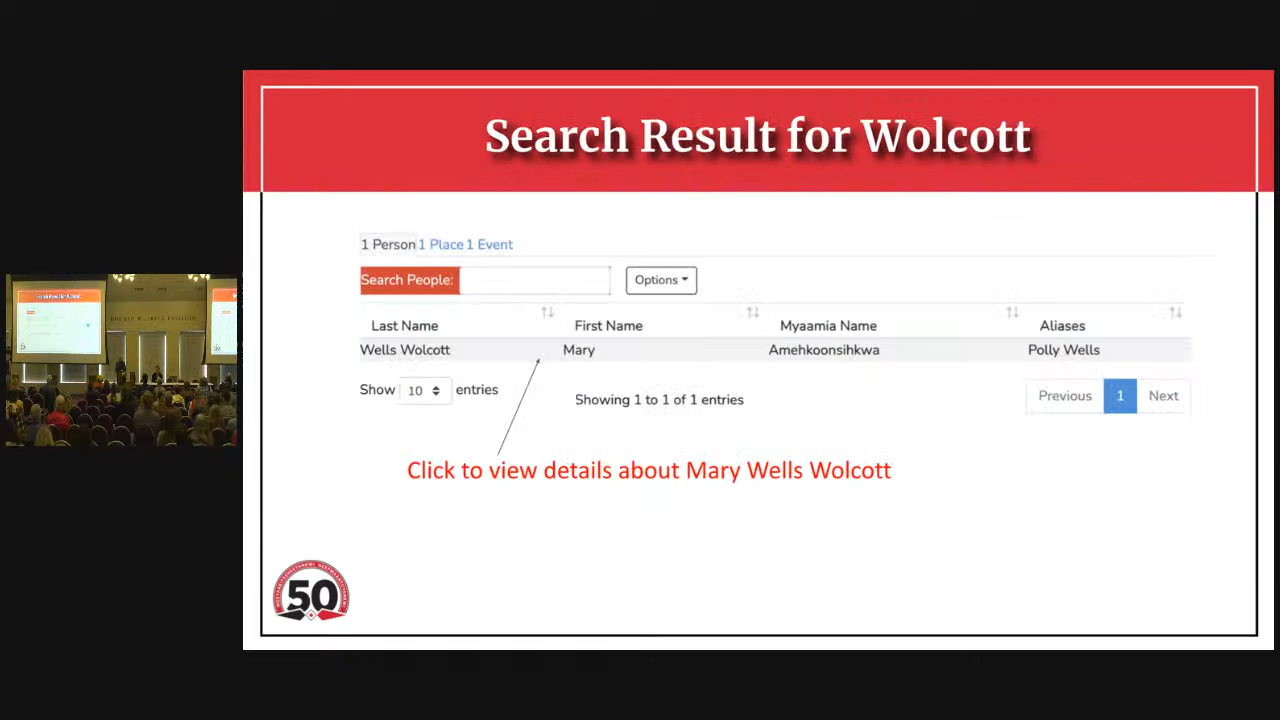 Search Result for Wolcott
1 Person 1 Place 1 Event
Search People:
Options
Last Name First Name Myaamia Name Aliases
Wells Wolcott Mary Amehkoonsihkwa Polly Wells
Show 10 entries
Showing 1 to 1 of 1 entries
Previous 1 Next
Click to view details about Mary Wells Wolcott
50